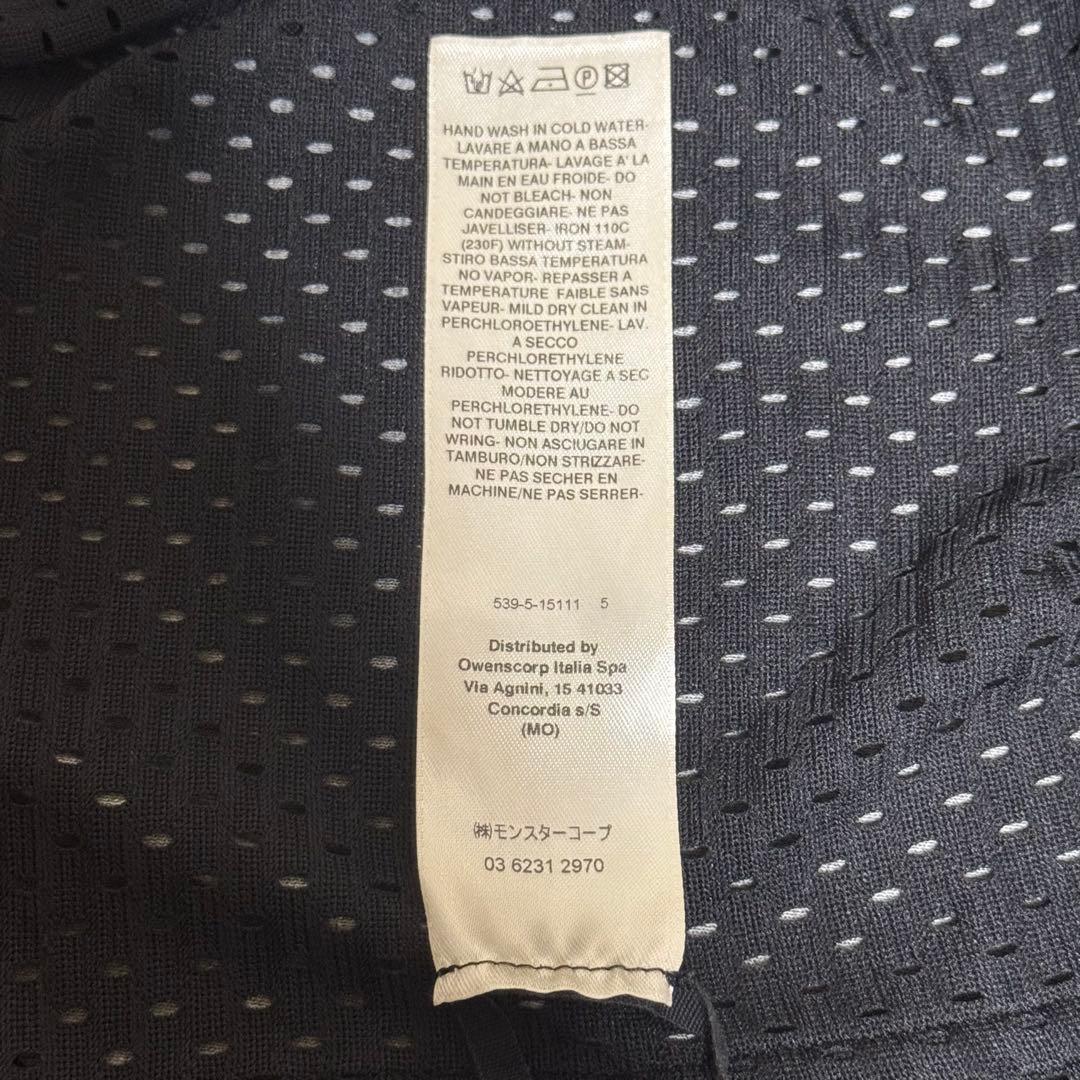 HAND WASH IN COLD WATER-
LAVARE A MANO A BASSA
TEMPERATURA- LAVAGE A' LA
MAIN EN EAU FROIDE- DO
NOT BLEACH- NON
CANDEGGIARE- NE PAS
JAVELLISER- IRON 110C
(230F) WITHOUT STEAM-
STIRO BASSA TEMPERATURA
NO VAPOR- REPASSER A
TEMPERATURE FAIBLE SANS
VAPEUR- MILD DRY CLEAN IN
PERCHLOROETHYLENE- LAV.
A SECCO
PERCHLORETHYLENE
RIDOTTO- NETTOYAGE A SEC
MODERE AU
PERCHLORETHYLENE- DO
NOT TUMBLE DRY/DO NOT
WRING- NON ASCIUGARE IN
TAMBURO/NON STRIZZARE-
NE PAS SECHER EN
MACHINE/NE PAS SERRER-
539-5-15111 5
Distributed by
Owenscorp Italia Spa
Via Agnini, 15 41033
Concordia s/S
(MO)
㈱モンスターコープ
03 6231 2970